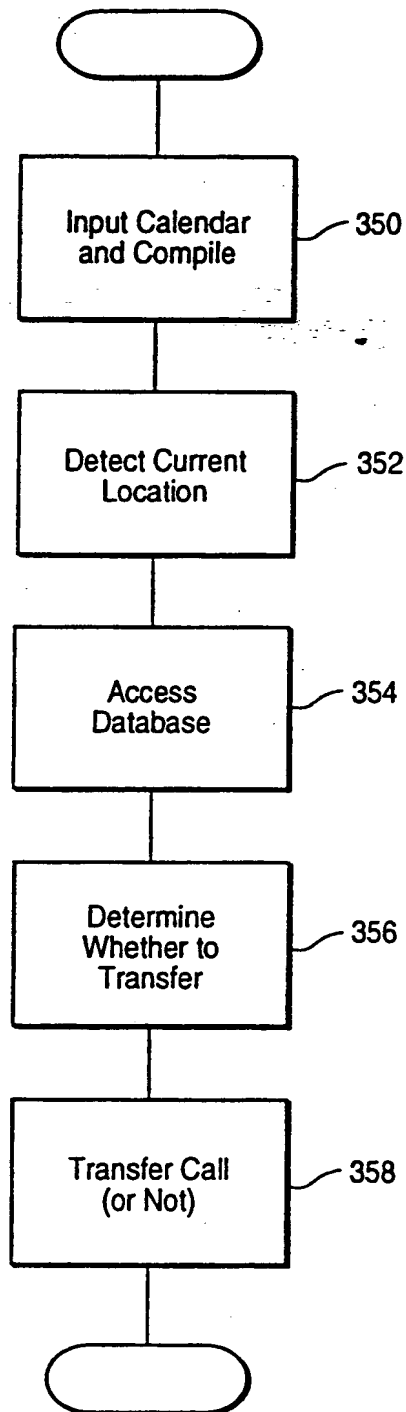 Input Calendar
and Compile
350
Detect Current
Location
352
Access
Database
354
Determine
Whether to
Transfer
356
Transfer Call
(or Not)
358